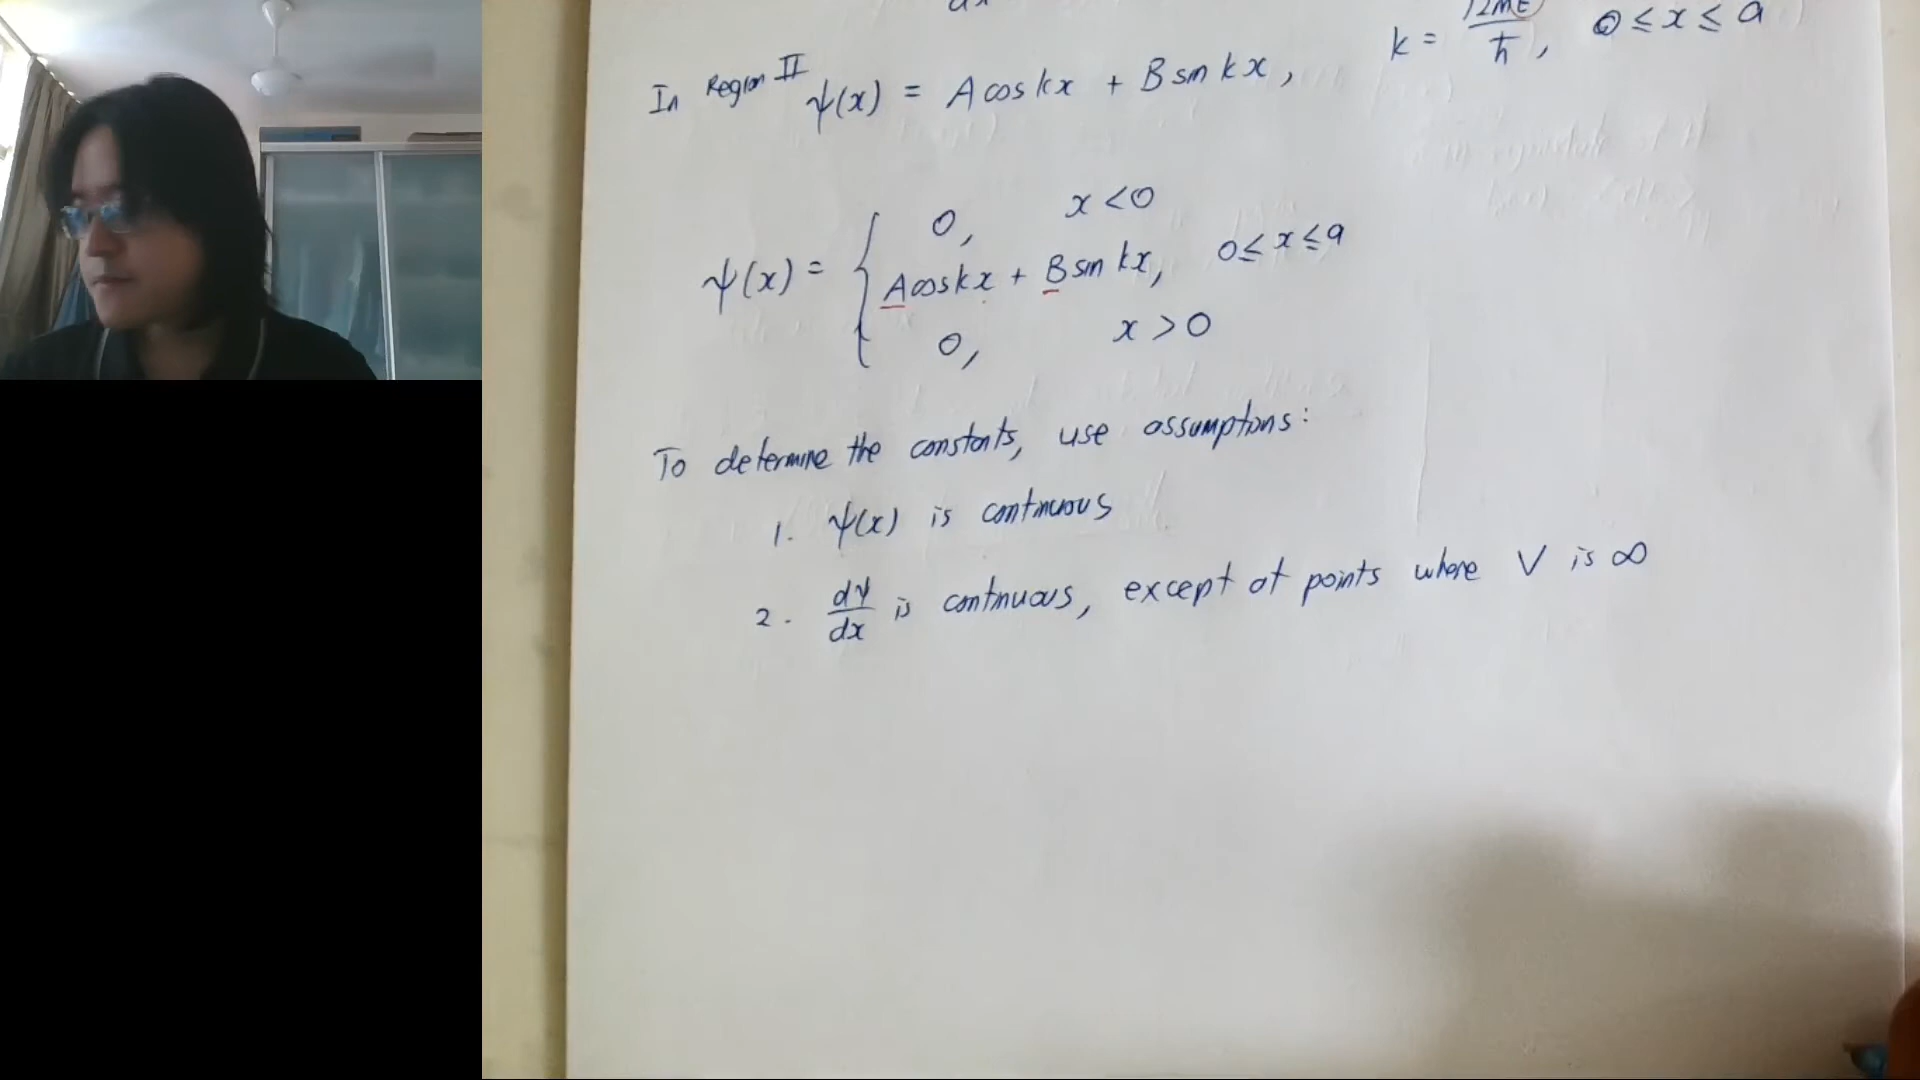 k = √2mE / ħ, 0 ≤ x ≤ a
In Region II ψ(x) = A cos kx + B sin kx,
ψ(x) = { 0, x < 0
A cos kx + B sin kx, 0 ≤ x ≤ a
0, x > 0
To determine the constants, use assumptions:
1. ψ(x) is continuous
2. dψ/dx is continuous, except at points where V is ∞